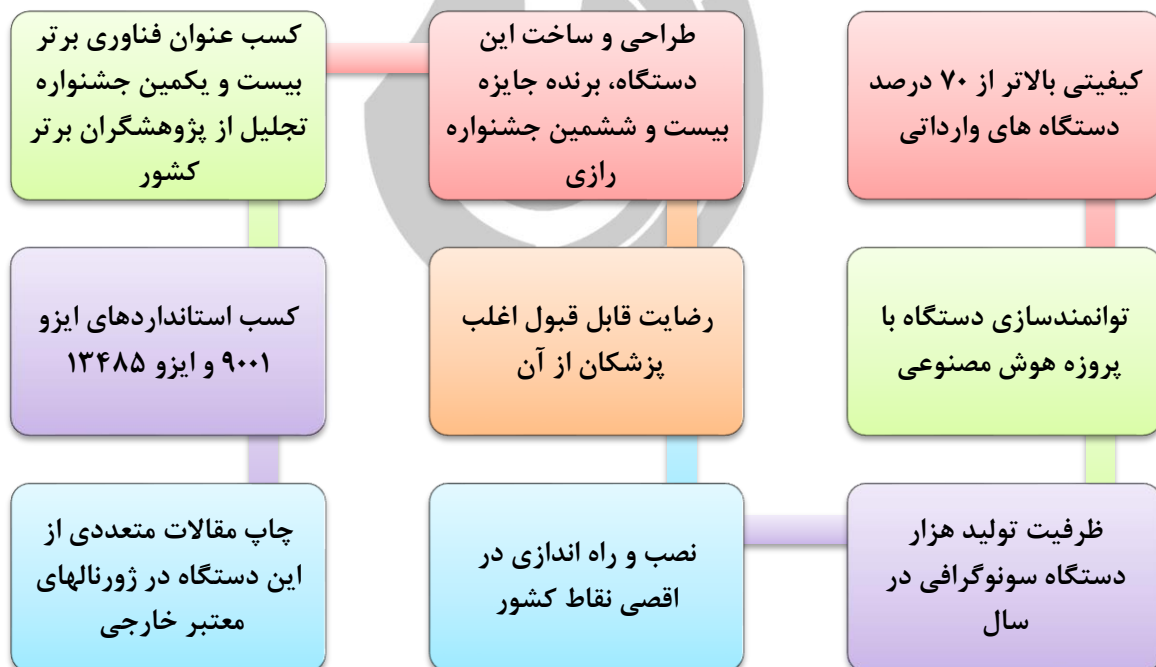 کیفیتی بالاتر از ۷۰ درصد
دستگاه های وارداتی
توانمندسازی دستگاه با
پروزه هوش مصنوعی
ظرفیت تولید هزار
دستگاه سونوگرافی در
سال
نصب و راه اندازی در
اقصی نقاط کشور
رضایت قابل قبول اغلب
پزشکان از آن
طراحی و ساخت این
دستگاه، برنده جایزه
بیست و ششمین جشنواره
رازی
کسب عنوان فناوری برتر
بیست و یکمین جشنواره
تجلیل از پژوهشگران برتر
کشور
کسب استانداردهای ایزو
۹۰۰۱ و ایزو ۱۳۴۸۵
چاپ مقالات متعددی از
این دستگاه در ژورنالهای
معتبر خارجی